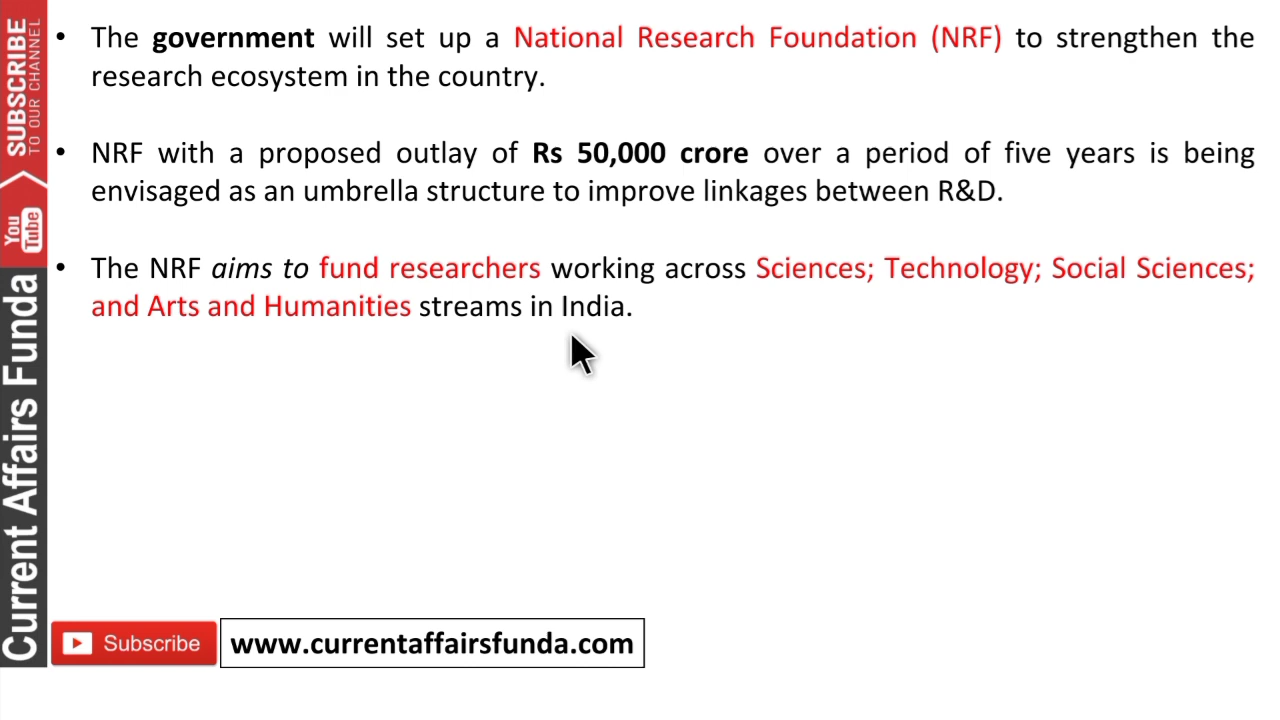 • The government will set up a National Research Foundation (NRF) to strengthen the
research ecosystem in the country.
• NRF with a proposed outlay of Rs 50,000 crore over a period of five years is being
envisaged as an umbrella structure to improve linkages between R&D.
• The NRF aims to fund researchers working across Sciences; Technology; Social Sciences;
and Arts and Humanities streams in India.
SUBSCRIBE
TO OUR CHANNEL
You
Tube
Current Affairs Funda
Subscribe
www.currentaffairsfunda.com